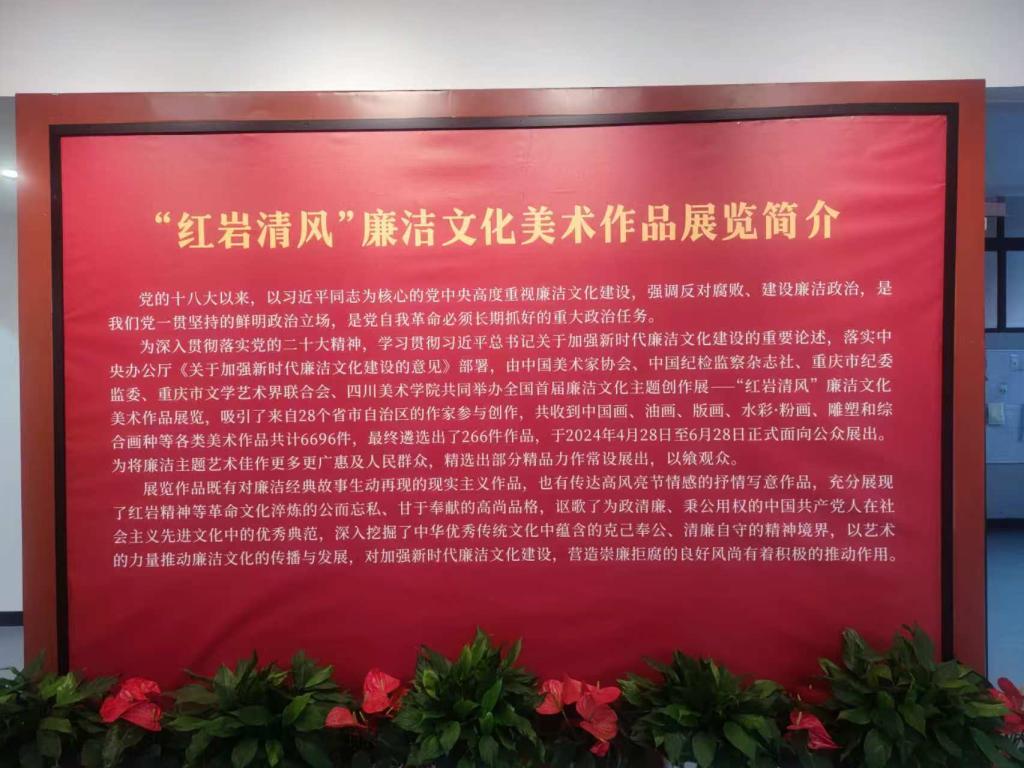 “红岩清风”廉洁文化美术作品展览简介
党的十八大以来，以习近平同志为核心的党中央高度重视廉洁文化建设，强调反对腐败、建设廉洁政治，是
我们党一贯坚持的鲜明政治立场，是党自我革命必须长期抓好的重大政治任务。
为深入贯彻落实党的二十大精神，学习贯彻习近平总书记关于加强新时代廉洁文化建设的重要论述，落实中
央办公厅《关于加强新时代廉洁文化建设的意见》部署，由中国美术家协会、中国纪检监察杂志社、重庆市纪委
监委、重庆市文学艺术界联合会、四川美术学院共同举办全国首届廉洁文化主题创作展——“红岩清风”廉洁文化
美术作品展览，吸引了来自28个省市自治区的作家参与创作，共收到中国画、油画、版画、水彩·粉画、雕塑和综
合画种等各类美术作品共计6696件，最终遴选出了266件作品，于2024年4月28日至6月28日正式面向公众展出。
为将廉洁主题艺术佳作更多更广惠及人民群众，精选出部分精品力作常设展出，以飨观众。
展览作品既有对廉洁经典故事生动再现的现实主义作品，也有传达高风亮节情感的抒情写意作品，充分展现
了红岩精神等革命文化淬炼的公而忘私、甘于奉献的高尚品格，讴歌了为政清廉、秉公用权的中国共产党人在社
会主义先进文化中的优秀典范，深入挖掘了中华优秀传统文化中蕴含的克己奉公、清廉自守的精神境界，以艺术
的力量推动廉洁文化的传播与发展，对加强新时代廉洁文化建设，营造崇廉拒腐的良好风尚有着积极的推动作用。